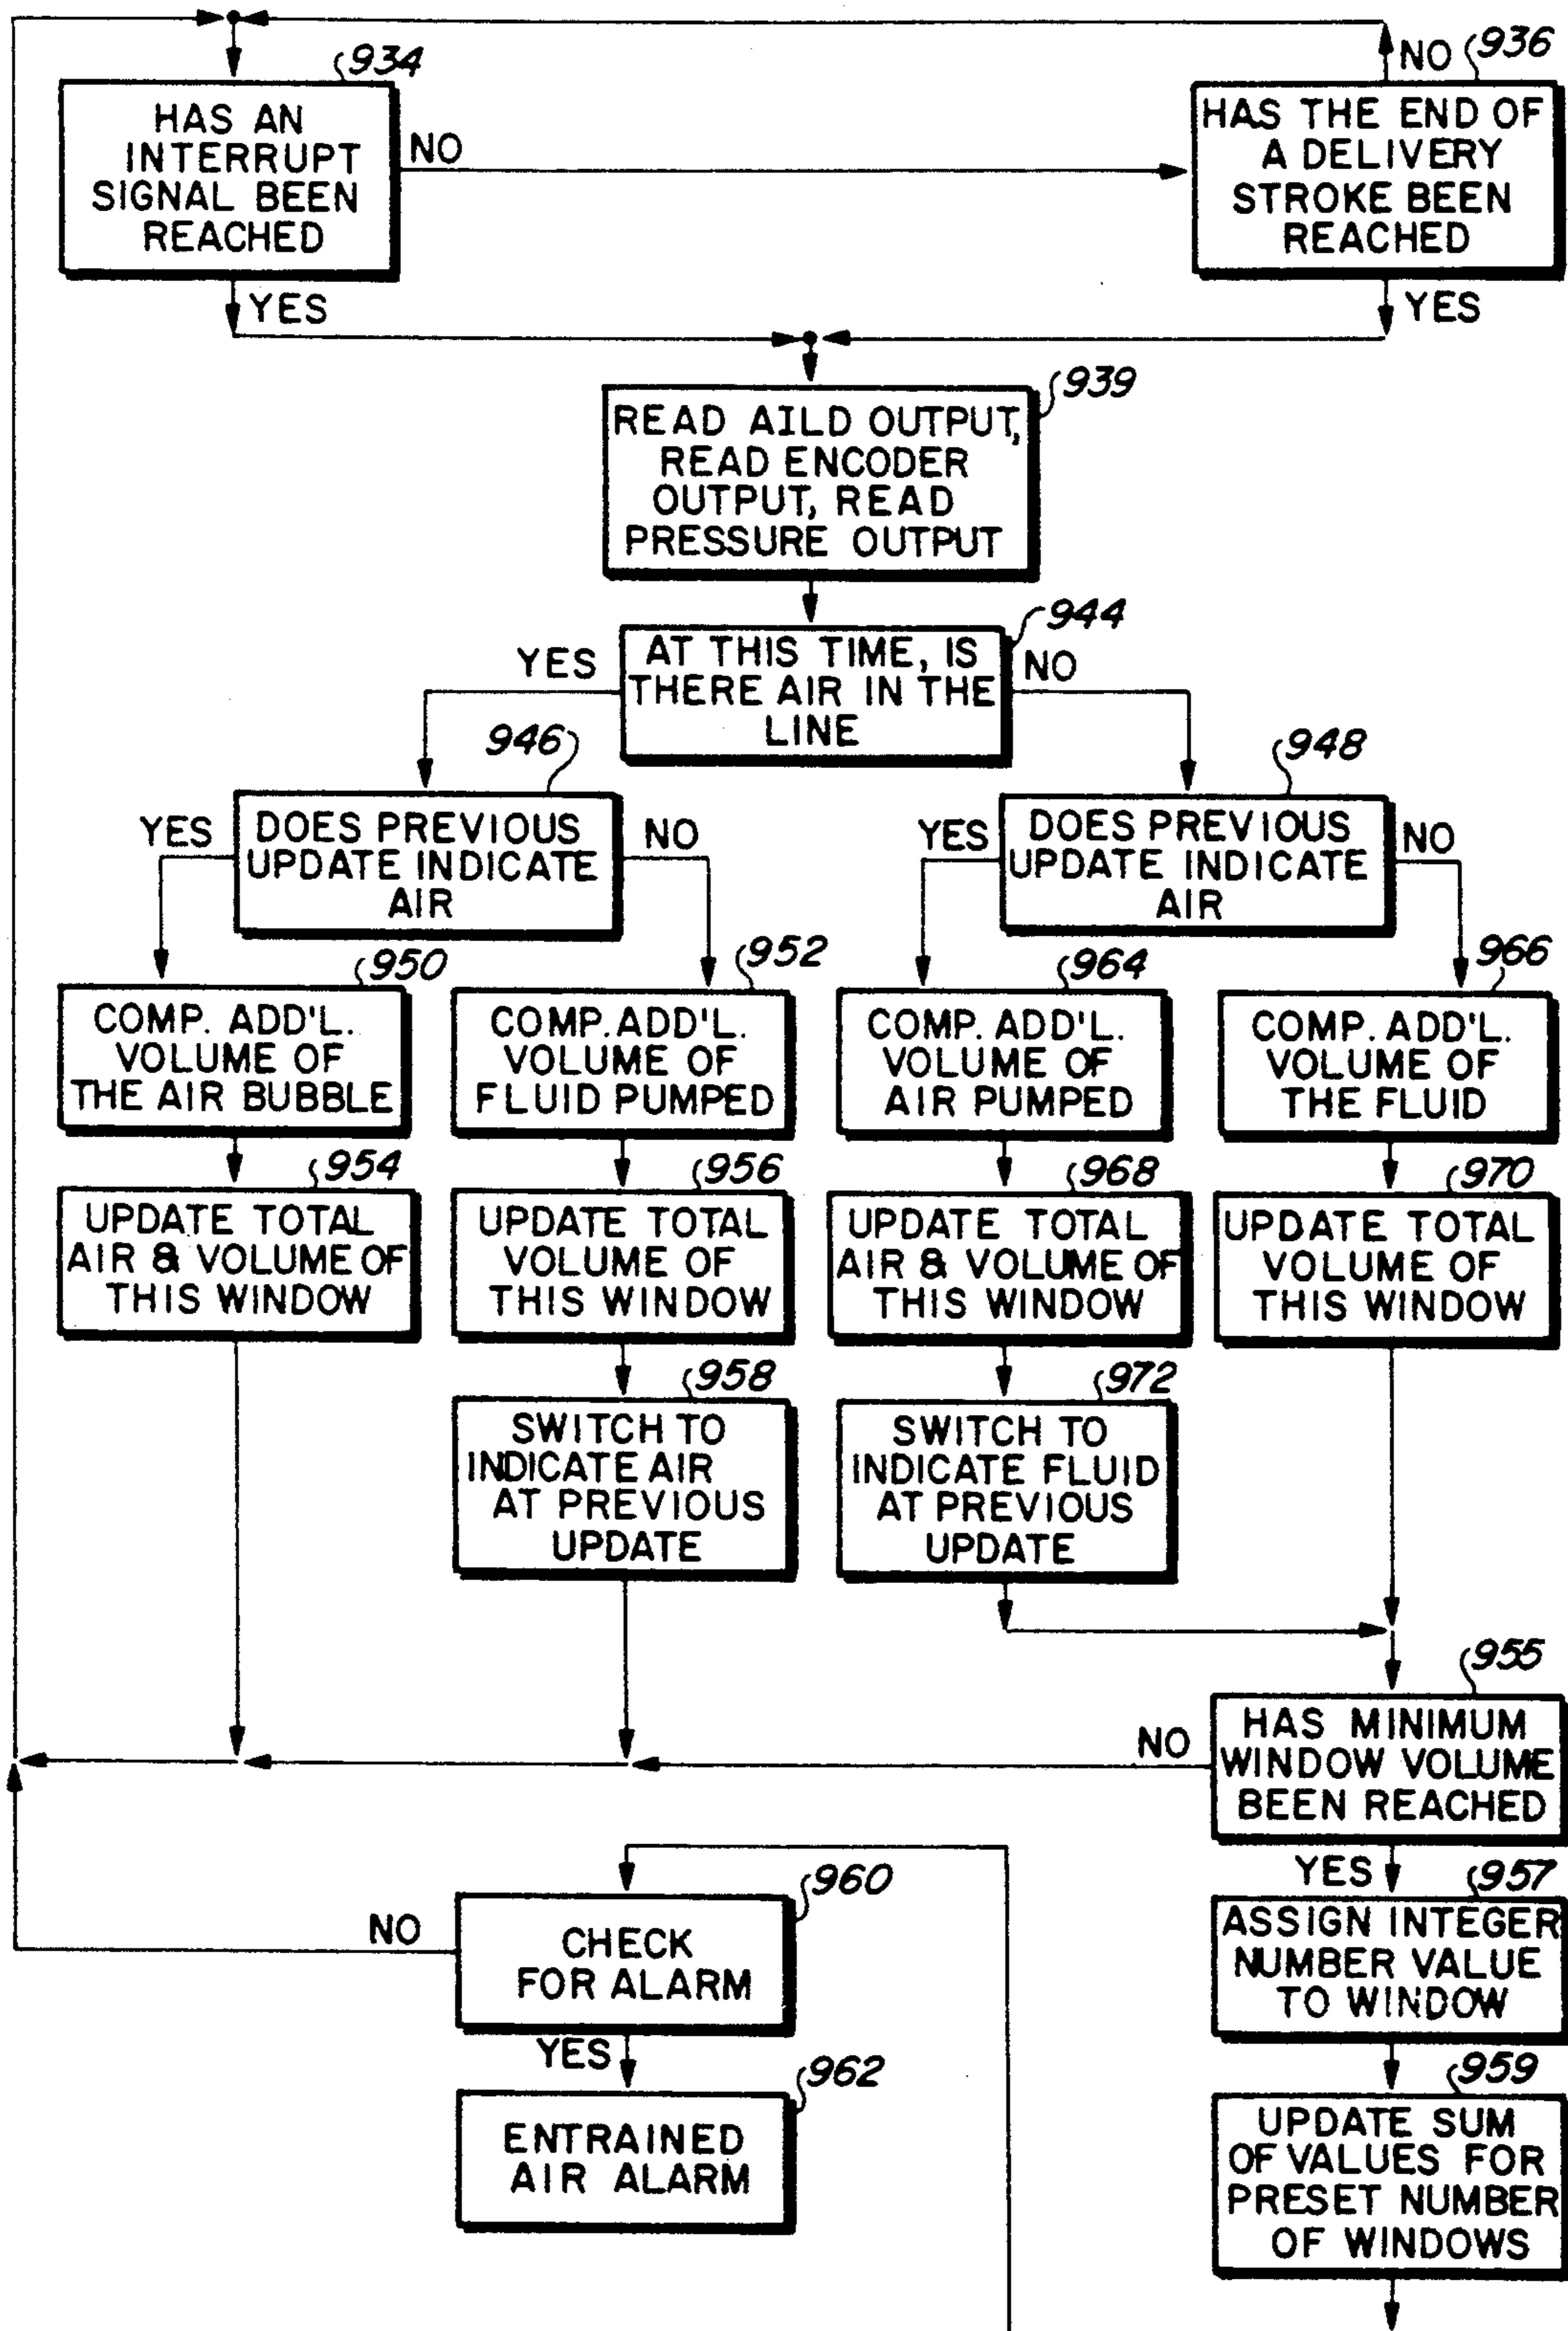 934
HAS AN
INTERRUPT
SIGNAL BEEN
REACHED
NO
YES
NO
936
HAS THE END OF
A DELIVERY
STROKE BEEN
REACHED
YES
939
READ AILD OUTPUT,
READ ENCODER
OUTPUT, READ
PRESSURE OUTPUT
944
YES
AT THIS TIME, IS
THERE AIR IN THE
LINE
NO
946
YES
DOES PREVIOUS
UPDATE INDICATE
AIR
NO
948
YES
DOES PREVIOUS
UPDATE INDICATE
AIR
NO
950
COMP. ADD'L.
VOLUME OF
THE AIR BUBBLE
952
COMP. ADD'L.
VOLUME OF
FLUID PUMPED
964
COMP. ADD'L.
VOLUME OF
AIR PUMPED
966
COMP. ADD'L.
VOLUME OF
THE FLUID
954
UPDATE TOTAL
AIR & VOLUME OF
THIS WINDOW
956
UPDATE TOTAL
VOLUME OF
THIS WINDOW
968
UPDATE TOTAL
AIR & VOLUME OF
THIS WINDOW
970
UPDATE TOTAL
VOLUME OF
THIS WINDOW
958
SWITCH TO
INDICATE AIR
AT PREVIOUS
UPDATE
972
SWITCH TO
INDICATE FLUID
AT PREVIOUS
UPDATE
955
NO
HAS MINIMUM
WINDOW VOLUME
BEEN REACHED
YES
957
ASSIGN INTEGER
NUMBER VALUE
TO WINDOW
960
NO
CHECK
FOR ALARM
YES
962
ENTRAINED
AIR ALARM
959
UPDATE SUM
OF VALUES FOR
PRESET NUMBER
OF WINDOWS